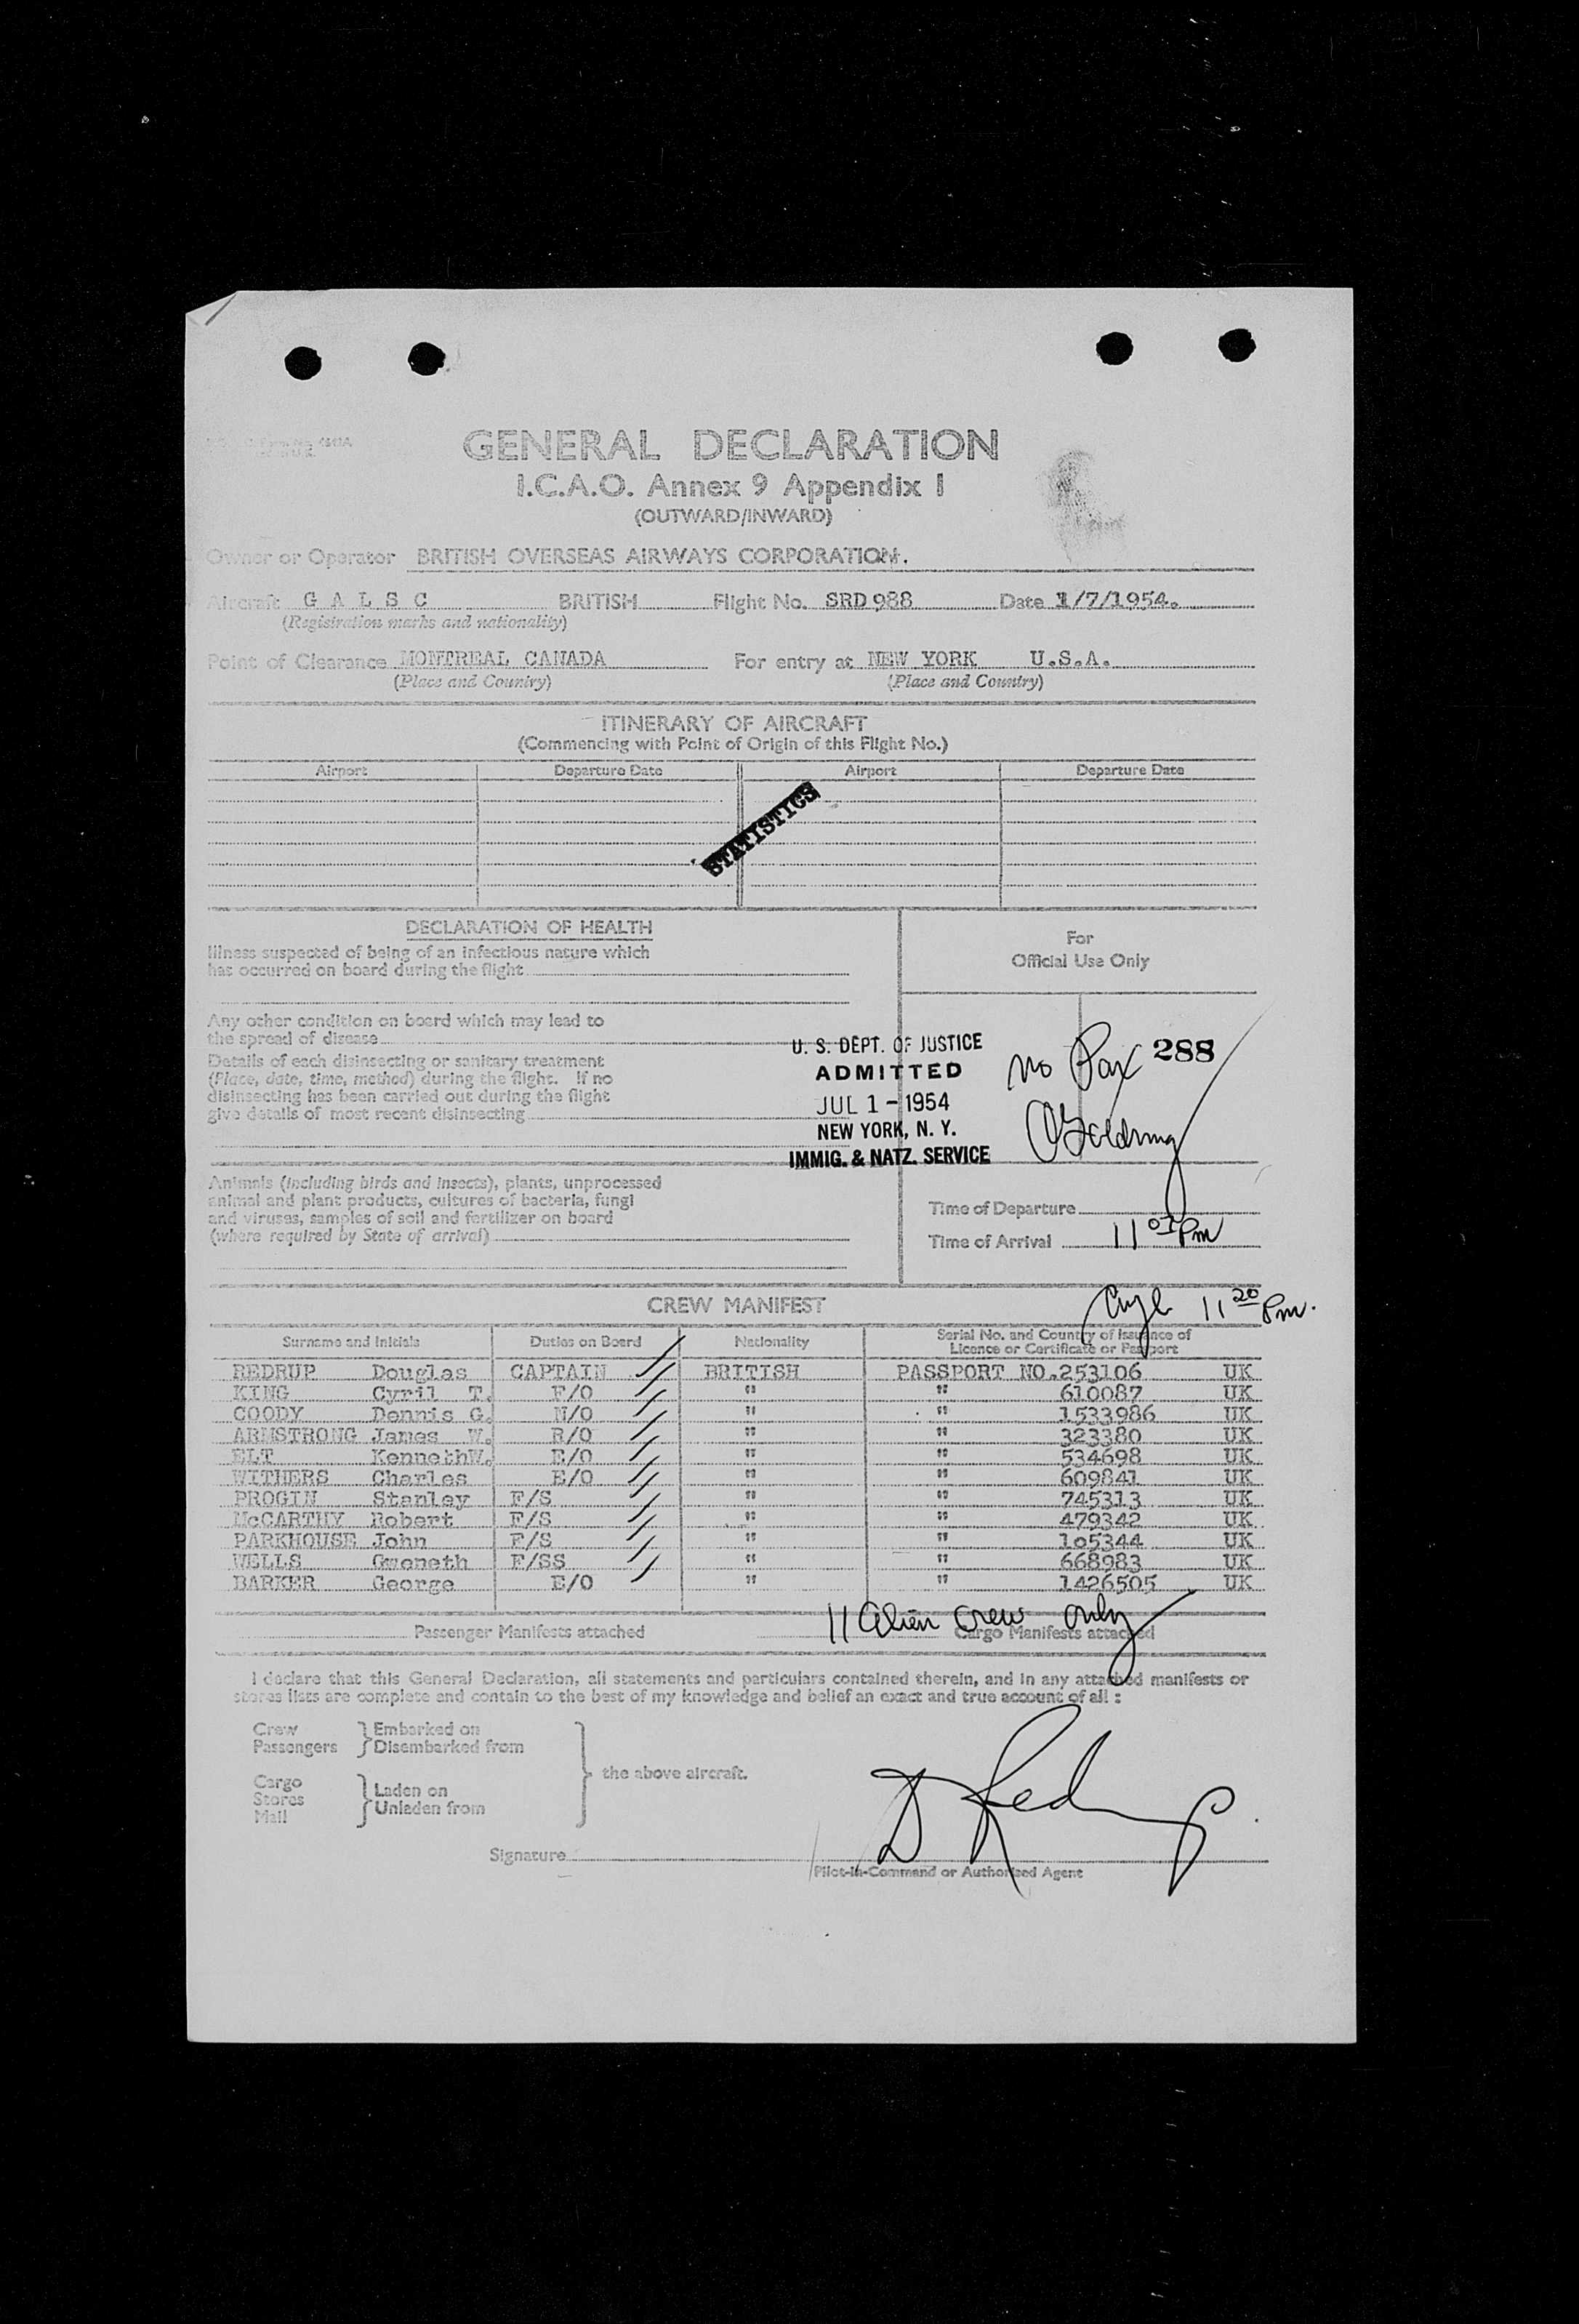 GENERAL DECLARATION
I.C.A.O. Annex 9 Appendix I
(OUTWARD/INWARD)
Owner or Operator BRITISH OVERSEAS AIRWAYS CORPORATION.
Aircraft G A L S C BRITISH Flight No. SRD 988 Date 1/7/1954.
(Registration marks and nationality)
Point of Clearance MONTREAL CANADA For entry at NEW YORK U.S.A.
(Place and Country) (Place and Country)
ITINERARY OF AIRCRAFT
(Commencing with Point of Origin of this Flight No.)
Airport Departure Date Airport Departure Date
STATISTICS
DECLARATION OF HEALTH
Illness suspected of being of an infectious nature which
has occurred on board during the flight
For
Official Use Only
Any other condition on board which may lead to
the spread of disease
Details of each disinsecting or sanitary treatment
(Place, date, time, method) during the flight. If no
disinsecting has been carried out during the flight
give details of most recent disinsecting
U. S. DEPT. OF JUSTICE
ADMITTED
JUL 1 - 1954
NEW YORK, N. Y.
IMMIG. & NATZ. SERVICE
No Pax 288
Animals (including birds and insects), plants, unprocessed
animal and plant products, cultures of bacteria, fungi
and viruses, samples of soil and fertilizer on board
(where required by State of arrival)
Time of Departure
Time of Arrival 11 07 Pm
CREW MANIFEST
11 20 Pm.
Surname and Initials Duties on Board Nationality Serial No. and Country of Issuance of
Licence or Certificate or Passport
REDRUP Douglas CAPTAIN BRITISH PASSPORT NO.253106 UK
KING Cyril T. F/O " " 610087 UK
COODY Dennis G. N/O " " 1533986 UK
ARMSTRONG James W. R/O " " 323380 UK
ELT KennethW. E/O " " 534698 UK
WITHERS Charles E/O " " 609841 UK
PROGIN Stanley F/S " " 745313 UK
McCARTHY Robert F/S " " 479342 UK
PARKHOUSE John F/S " " 105344 UK
WELLS Gweneth F/SS " " 668983 UK
BARKER George E/O " " 1426505 UK
11 Alien Crew Only
Passenger Manifests attached Cargo Manifests attached
I declare that this General Declaration, all statements and particulars contained therein, and in any attached manifests or
stores lists are complete and contain to the best of my knowledge and belief an exact and true account of all :
Crew Embarked on
Passengers Disembarked from
the above aircraft.
Cargo
Stores Laden on
Mail Unladen from
D Redrup
Signature
Pilot-in-Command or Authorised Agent